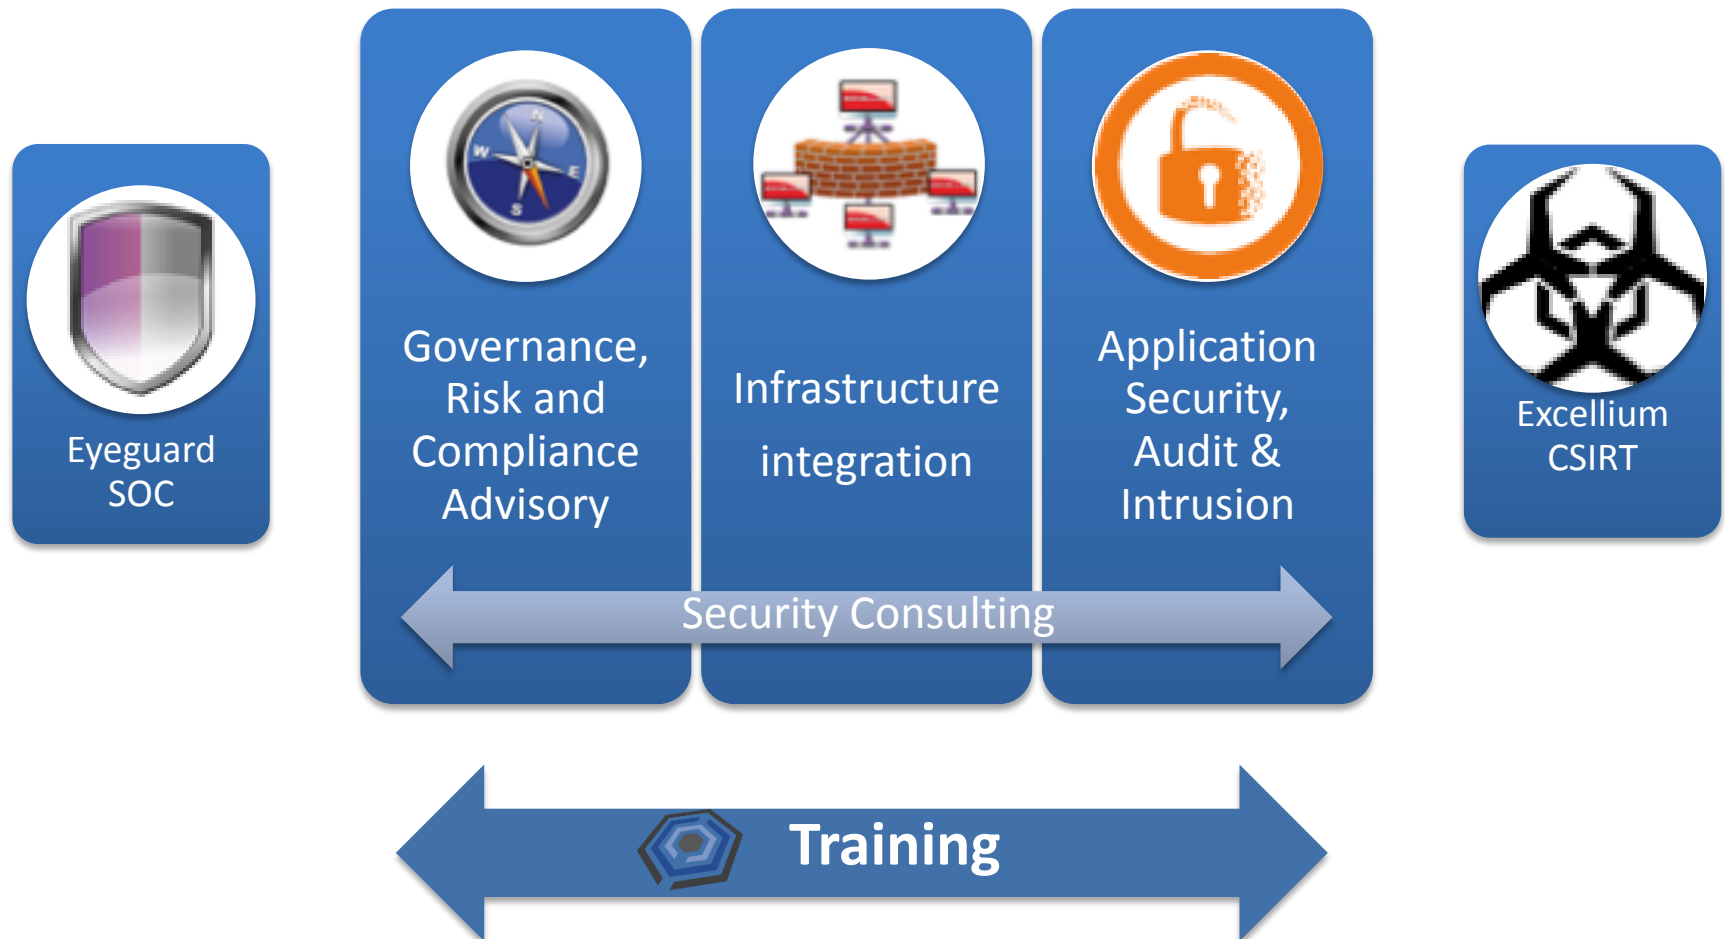 Eyeguard
SOC
Governance,
Risk and
Compliance
Advisory
Infrastructure
integration
Application
Security,
Audit &
Intrusion
Excellium
CSIRT
Security Consulting
Training
N
W
E
S